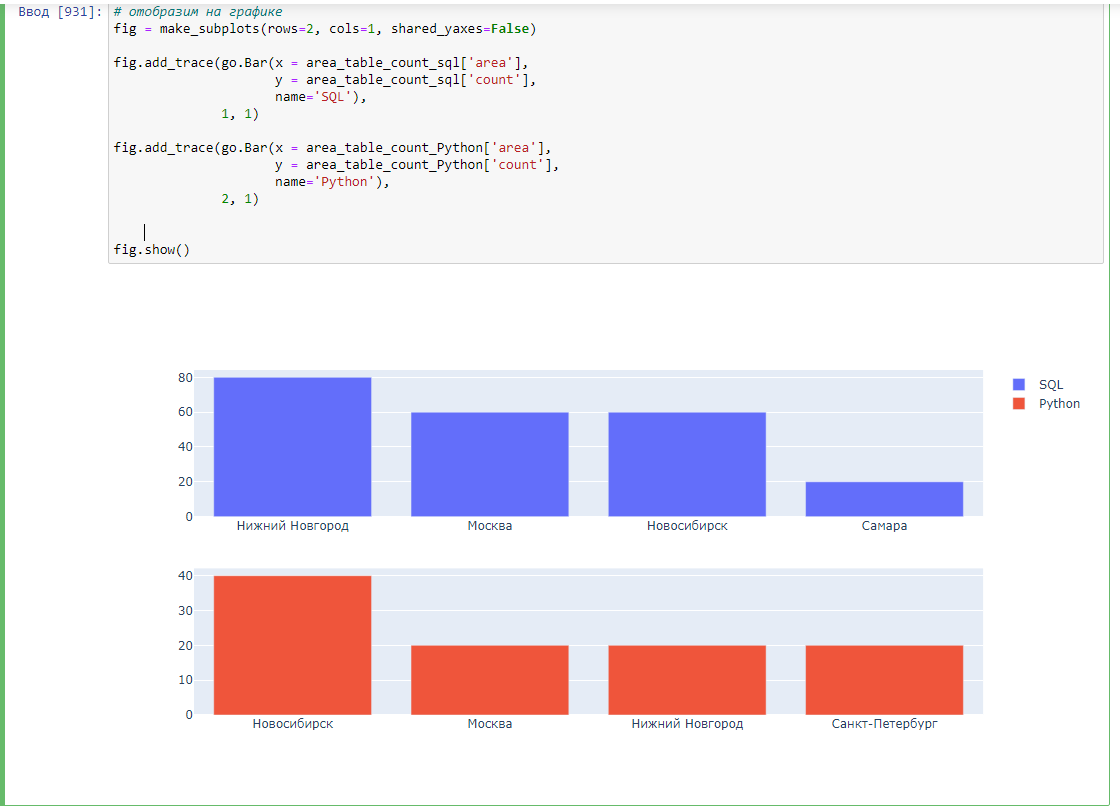 Ввод [931]: # отобразим на графике
fig = make_subplots(rows=2, cols=1, shared_yaxes=False)
fig.add_trace(go.Bar(x = area_table_count_sql['area'],
y = area_table_count_sql['count'],
name='SQL'),
1, 1)
fig.add_trace(go.Bar(x = area_table_count_Python['area'],
y = area_table_count_Python['count'],
name='Python'),
2, 1)
fig.show()
80
60
40
20
0
Нижний Новгород Москва Новосибирск Самара
SQL
Python
40
30
20
10
0
Новосибирск Москва Нижний Новгород Санкт-Петербург